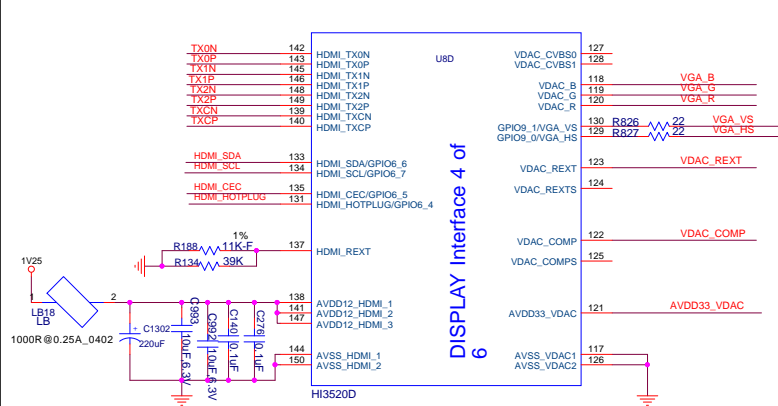 U8D
TX0N 142 HDMI_TX0N
TX0P 143 HDMI_TX0P
TX1N 145 HDMI_TX1N
TX1P 146 HDMI_TX1P
TX2N 148 HDMI_TX2N
TX2P 149 HDMI_TX2P
TXCN 139 HDMI_TXCN
TXCP 140 HDMI_TXCP
HDMI_SDA 133 HDMI_SDA/GPIO6_6
HDMI_SCL 134 HDMI_SCL/GPIO6_7
HDMI_CEC 135 HDMI_CEC/GPIO6_5
HDMI_HOTPLUG 131 HDMI_HOTPLUG/GPIO6_4
1%
R188 11K-F 137 HDMI_REXT
R134 39K
1V25
1 2
LB18
LB
1000R@0.25A_0402
138 AVDD12_HDMI_1
141 AVDD12_HDMI_2
147 AVDD12_HDMI_3
+ C1302
220uF
C993
10uF,6.3V
C992
10uF,6.3V
C140
0.1uF
C276
0.1uF
144 AVSS_HDMI_1
150 AVSS_HDMI_2
HI3520D
DISPLAY Interface 4 of
6
VDAC_CVBS0 127
VDAC_CVBS1 128
VDAC_B 118 VGA_B
VDAC_G 119 VGA_G
VDAC_R 120 VGA_R
GPIO9_1/VGA_VS 130 R826 22 VGA_VS
GPIO9_0/VGA_HS 129 R827 22 VGA_HS
VDAC_REXT 123 VDAC_REXT
VDAC_REXTS 124
VDAC_COMP 122 VDAC_COMP
VDAC_COMPS 125
AVDD33_VDAC 121 AVDD33_VDAC
AVSS_VDAC1 117
AVSS_VDAC2 126